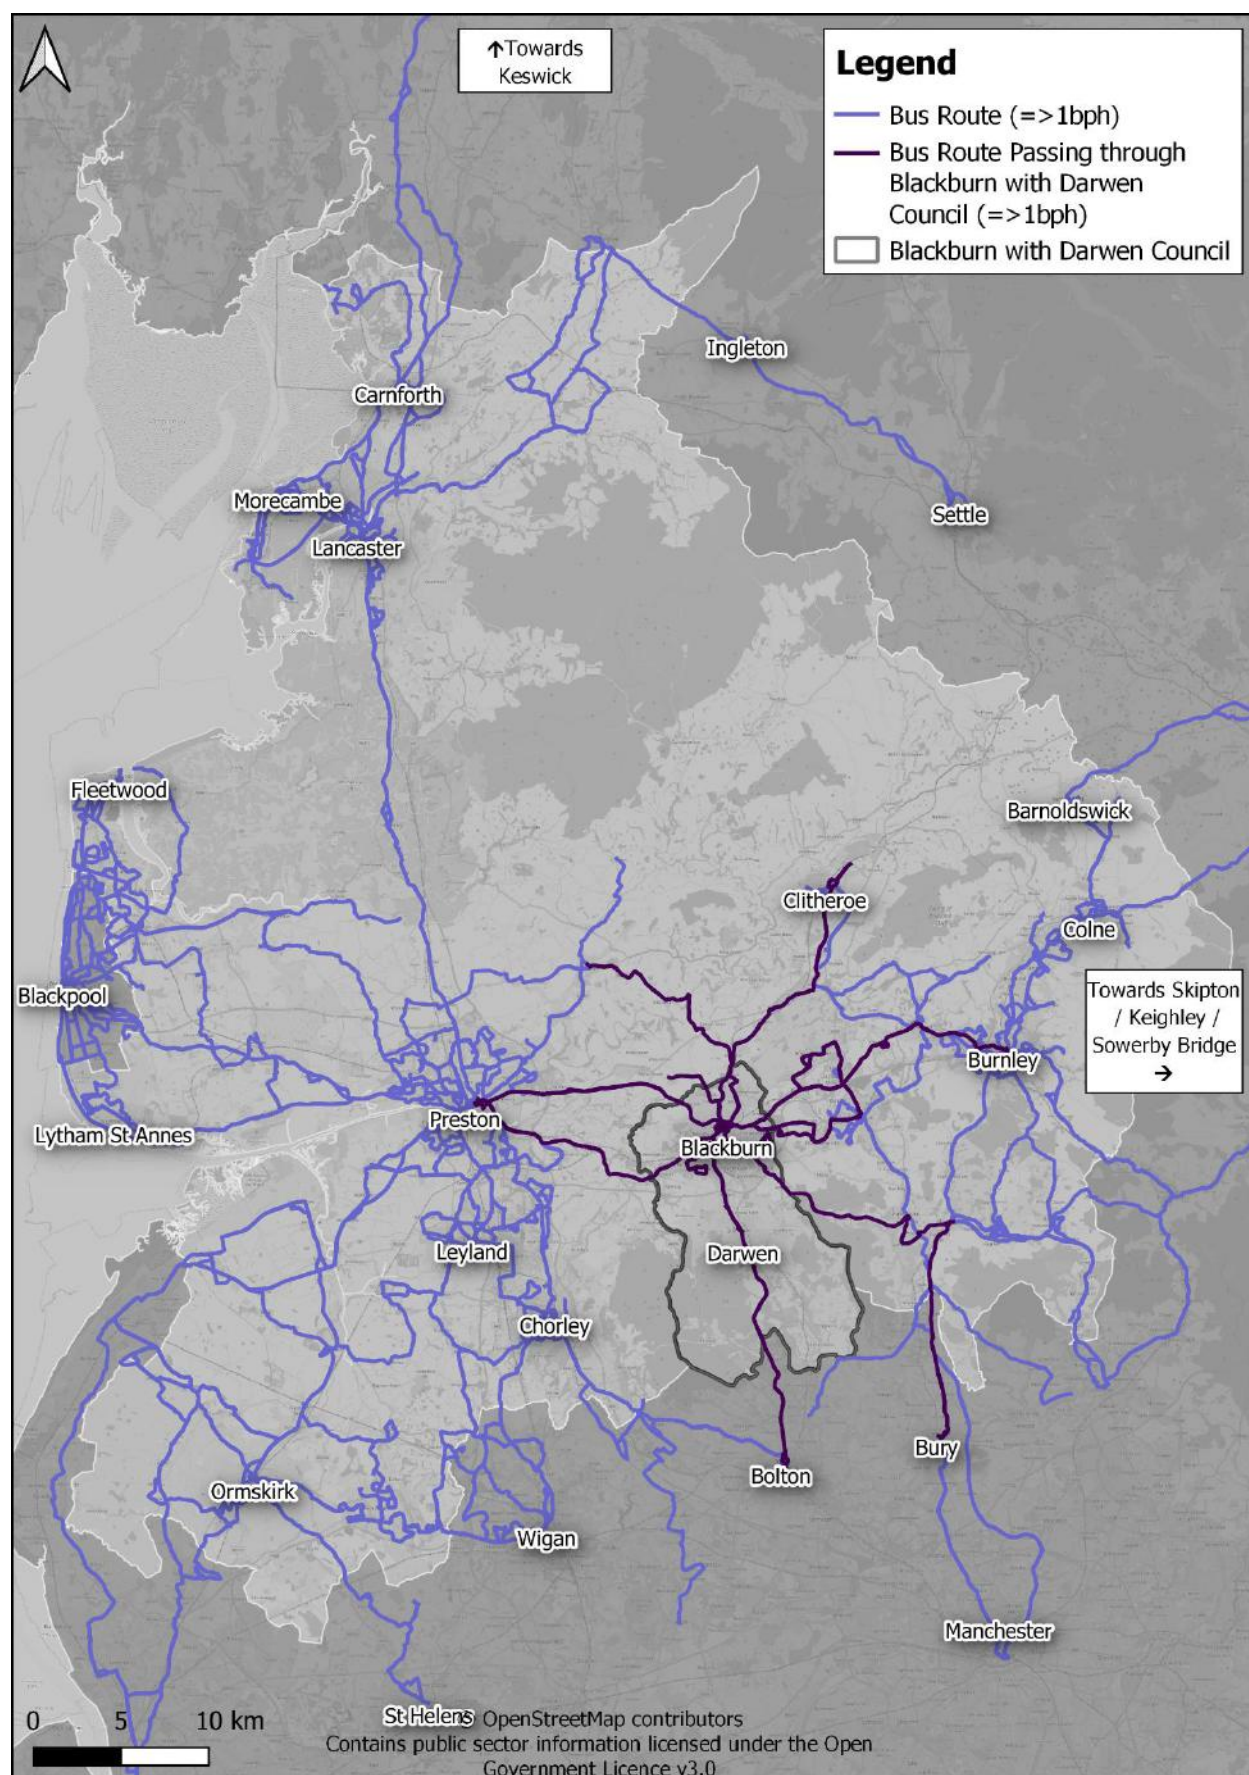 ↑Towards
Keswick
Legend
Bus Route (=>1bph)
Bus Route Passing through
Blackburn with Darwen
Council (=>1bph)
Blackburn with Darwen Council
Ingleton
Carnforth
Morecambe
Settle
Lancaster
Fleetwood
Barnoldswick
Clitheroe
Colne
Blackpool
Towards Skipton
/ Keighley /
Sowerby Bridge
→
Burnley
Preston
Lytham St Annes
Blackburn
Leyland
Darwen
Chorley
Bury
Bolton
Ormskirk
Wigan
Manchester
St Helens
0 5 10 km
© OpenStreetMap contributors
Contains public sector information licensed under the Open
Government Licence v3.0